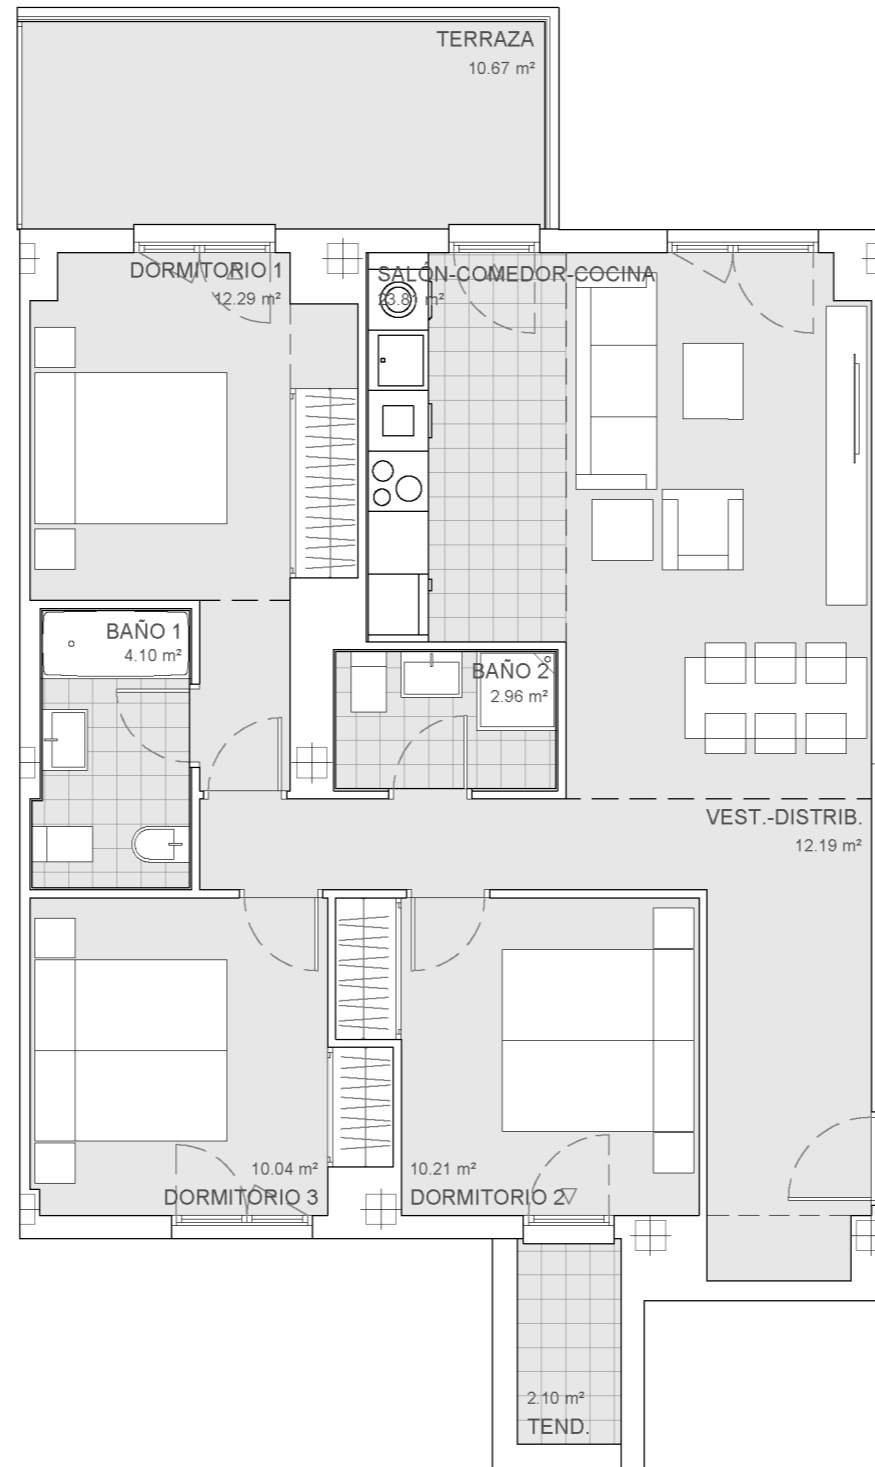 TERRAZA
10.67 m²
DORMITORIO 1
12.29 m²
SALÓN-COMEDOR-COCINA
23.81 m²
BAÑO 1
4.10 m²
BAÑO 2
2.96 m²
VEST.-DISTRIB.
12.19 m²
10.04 m²
DORMITORIO 3
10.21 m²
DORMITORIO 2
2.10 m²
TEND.